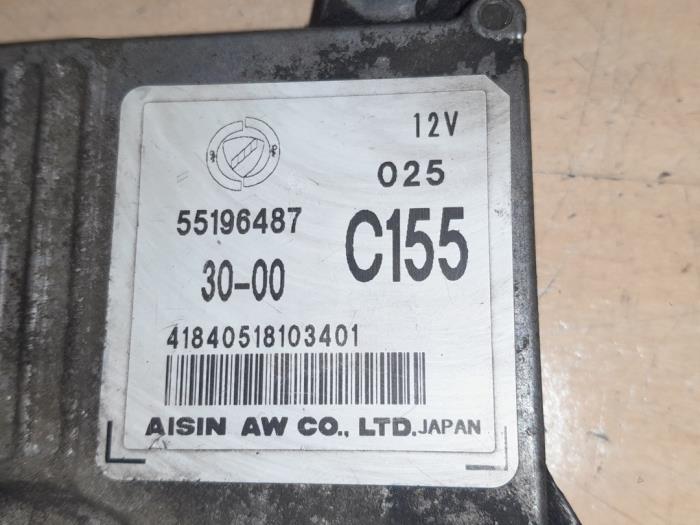 12V
025
55196487
C155
30-00
41840518103401
AISIN AW CO., LTD. JAPAN